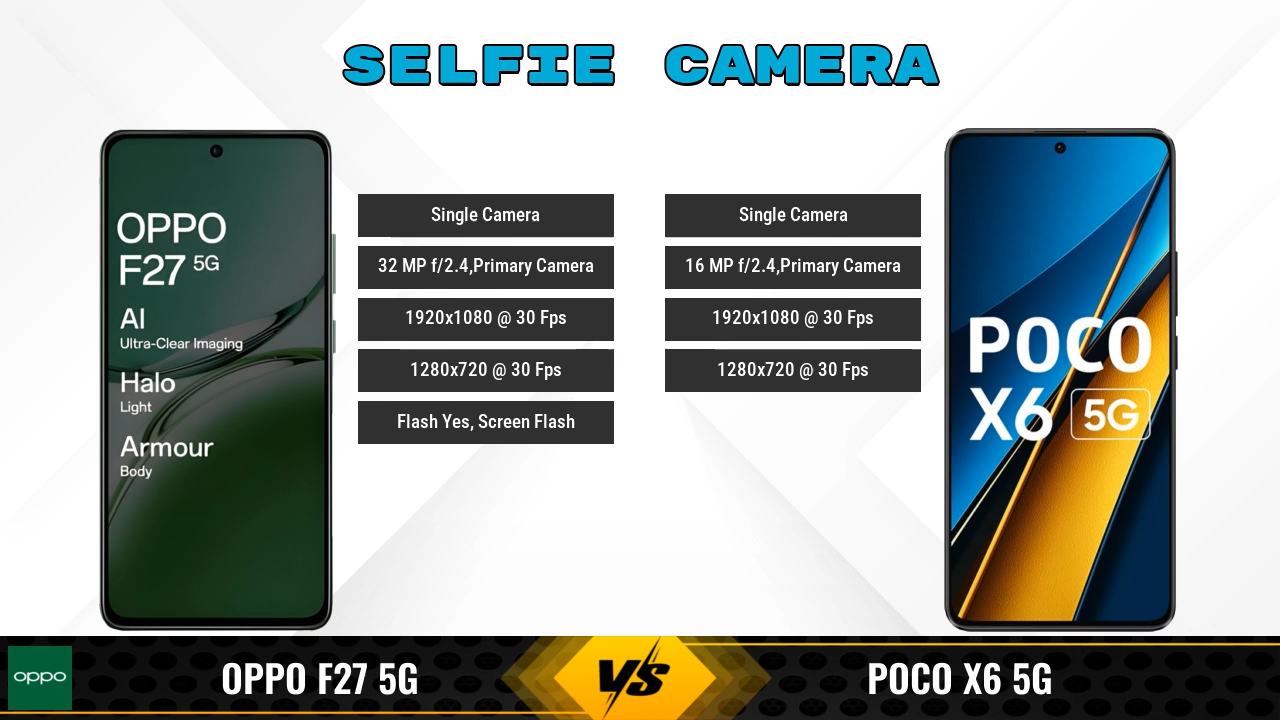 SELFIE CAMERA
OPPO
F27 5G
AI
Ultra-Clear Imaging
Halo
Light
Armour
Body
Single Camera
32 MP f/2.4,Primary Camera
1920x1080 @ 30 Fps
1280x720 @ 30 Fps
Flash Yes, Screen Flash
Single Camera
16 MP f/2.4,Primary Camera
1920x1080 @ 30 Fps
1280x720 @ 30 Fps
POCO
X6 5G
oppo
OPPO F27 5G
VS
POCO X6 5G